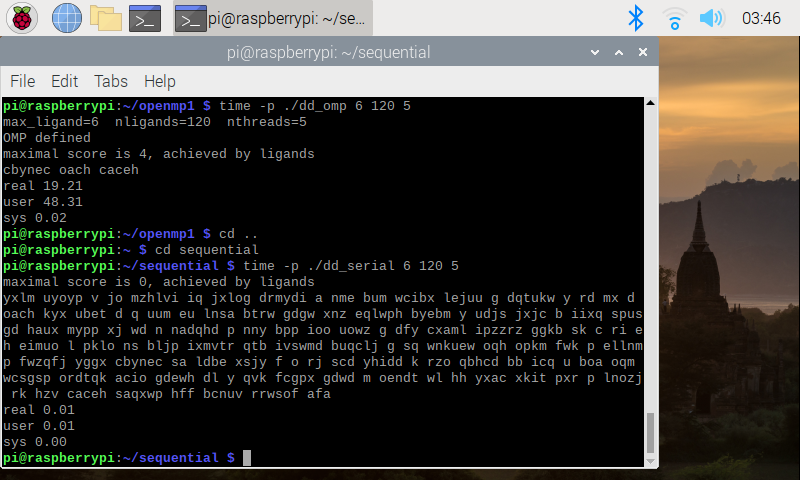 pi@raspberrypi: ~/se...
03:46
pi@raspberrypi: ~/sequential
File Edit Tabs Help
pi@raspberrypi:~/openmp1 $ time -p ./dd_omp 6 120 5
max_ligand=6  nligands=120  nthreads=5
OMP defined
maximal score is 4, achieved by ligands
cbynec oach caceh
real 19.21
user 48.31
sys 0.02
pi@raspberrypi:~/openmp1 $ cd ..
pi@raspberrypi:~ $ cd sequential
pi@raspberrypi:~/sequential $ time -p ./dd_serial 6 120 5
maximal score is 0, achieved by ligands
yxlm uyoyp v jo mzhlvi iq jxlog drmydi a nme bum wcibx lejuu g dqtukw y rd mx d
oach kyx ubet d q uum eu lnsa btrw gdgw xnz eqlwph byebm y udjs jxjc b iixq spus
gd haux mypp xj wd n nadqhd p nny bpp ioo uowz g dfy cxaml ipzzrz ggkb sk c ri e
h eimuo l pklo ns bljp ixmvtr qtb ivswmd buqclj g sq wnkuew oqh opkm fwk p ellnm
p fwzqfj yggx cbynec sa ldbe xsjy f o rj scd yhidd k rzo qbhcd bb icq u boa oqm
wcsgsp ordtqk acio gdewh dl y qvk fcgpx gdwd m oendt wl hh yxac xkit pxr p lnozj
 rk hzv caceh saqxwp hff bcnuv rrwsof afa
real 0.01
user 0.01
sys 0.00
pi@raspberrypi:~/sequential $